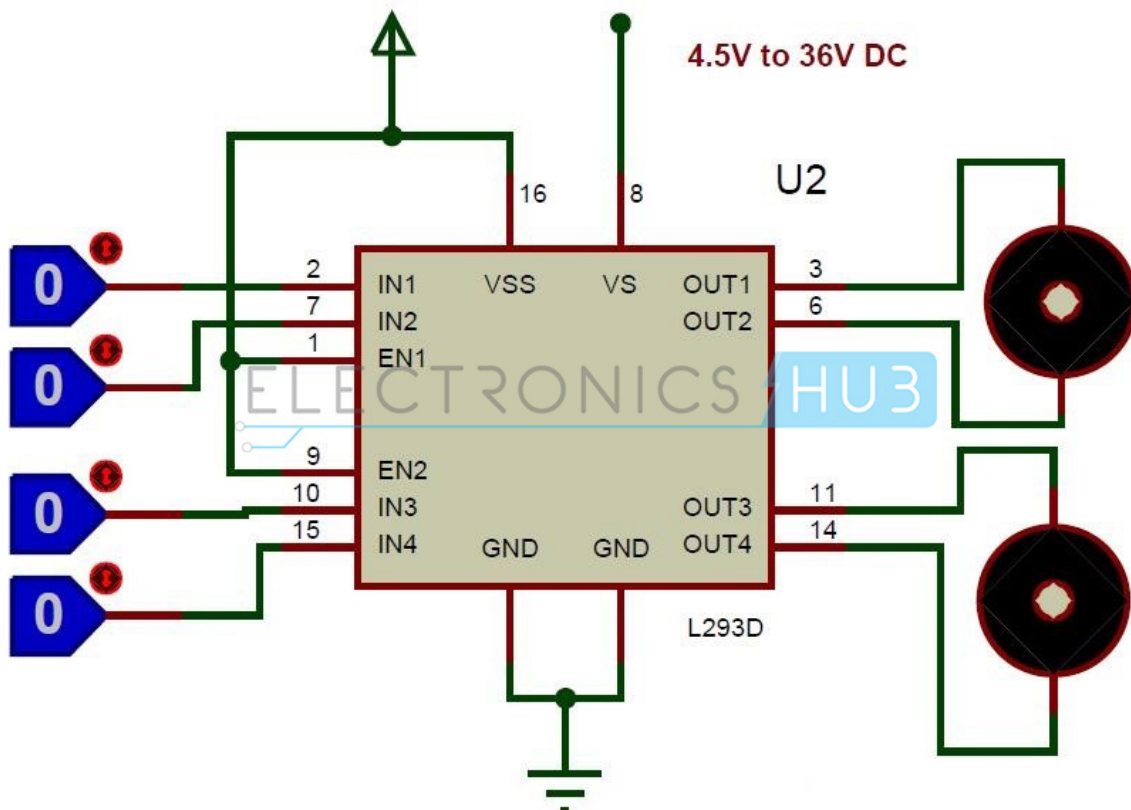 4.5V to 36V DC
U2
16
8
0
2
IN1
VSS
VS
OUT1
3
7
IN2
OUT2
6
0
1
EN1
ELECTRONICS HUB
9
EN2
0
10
IN3
OUT3
11
15
IN4
GND
GND
OUT4
14
0
L293D